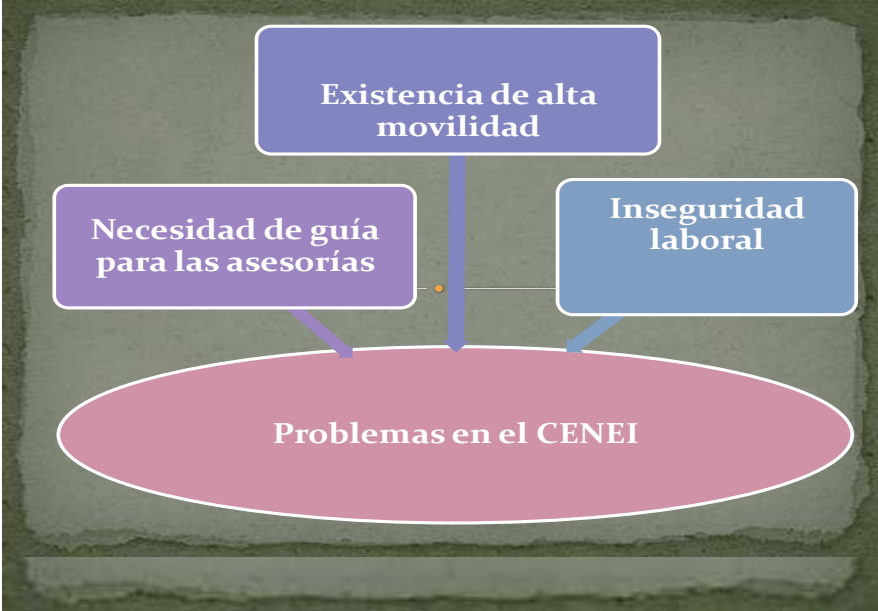 Existencia de alta
movilidad
Necesidad de guía
para las asesorías
Inseguridad
laboral
Problemas en el CENEI